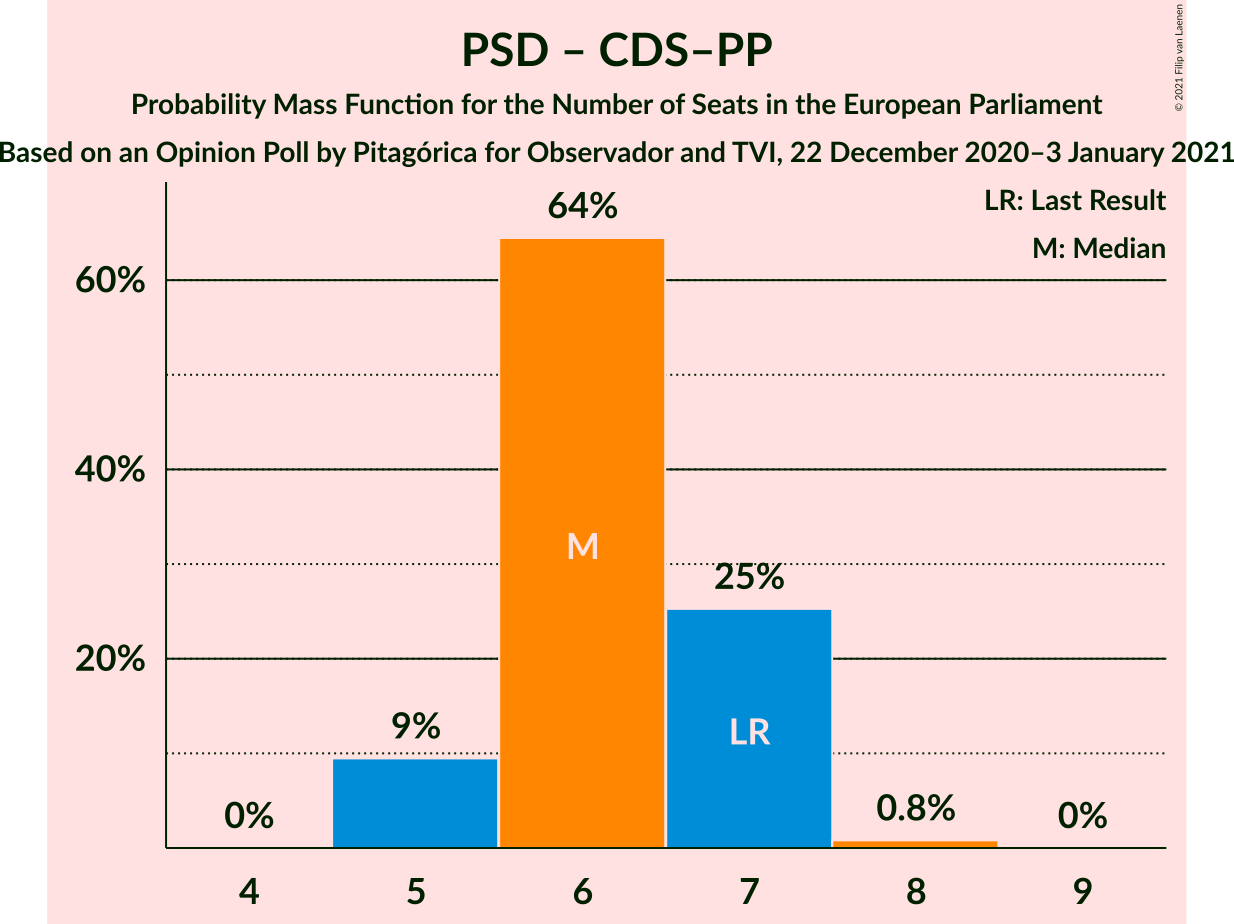 PSD – CDS–PP
Probability Mass Function for the Number of Seats in the European Parliament
Based on an Opinion Poll by Pitagórica for Observador and TVI, 22 December 2020–3 January 2021
© 2021 Filip van Laenen
LR: Last Result
M: Median
64%
60%
40%
M
25%
20%
LR
9%
0%
0.8%
0%
4 5 6 7 8 9